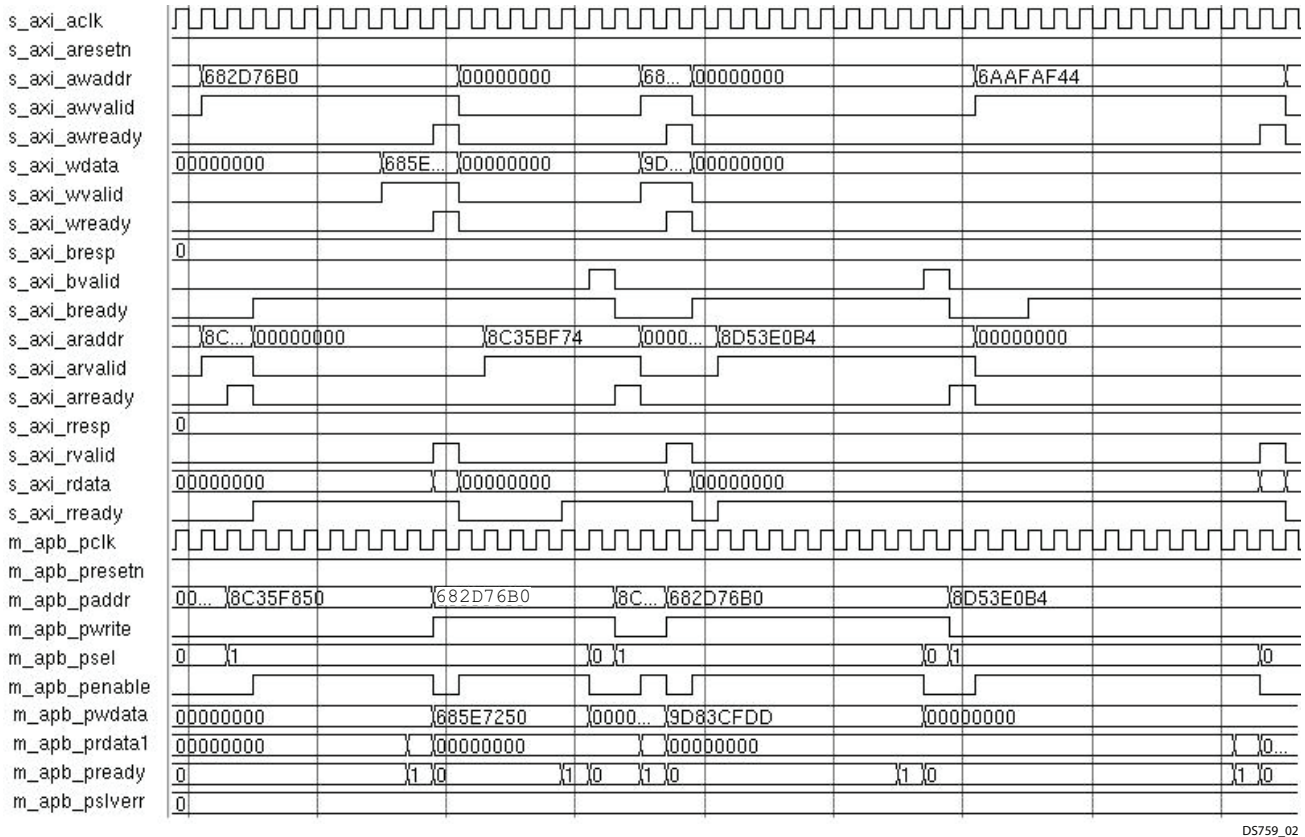 s_axi_aclk
s_axi_aresetn
s_axi_awaddr 682D76B0 00000000 68... 00000000 6AAFAF44
s_axi_awvalid
s_axi_awready
s_axi_wdata 00000000 685E... 00000000 9D... 00000000
s_axi_wvalid
s_axi_wready
s_axi_bresp 0
s_axi_bvalid
s_axi_bready
s_axi_araddr 8C... 00000000 8C35BF74 0000... 8D53E0B4 00000000
s_axi_arvalid
s_axi_arready
s_axi_rresp 0
s_axi_rvalid
s_axi_rdata 00000000 00000000 00000000
s_axi_rready
m_apb_pclk
m_apb_presetn
m_apb_paddr 00... 8C35F850 682D76B0 8C... 682D76B0 8D53E0B4
m_apb_pwrite
m_apb_psel 0 1 0 1 0 1 0
m_apb_penable
m_apb_pwdata 00000000 685E7250 0000... 9D83CFDD 00000000
m_apb_prdata1 00000000 00000000 00000000 0...
m_apb_pready 0 1 0 1 0 1 0 1 0 1 0
m_apb_pslverr 0
DS759_02